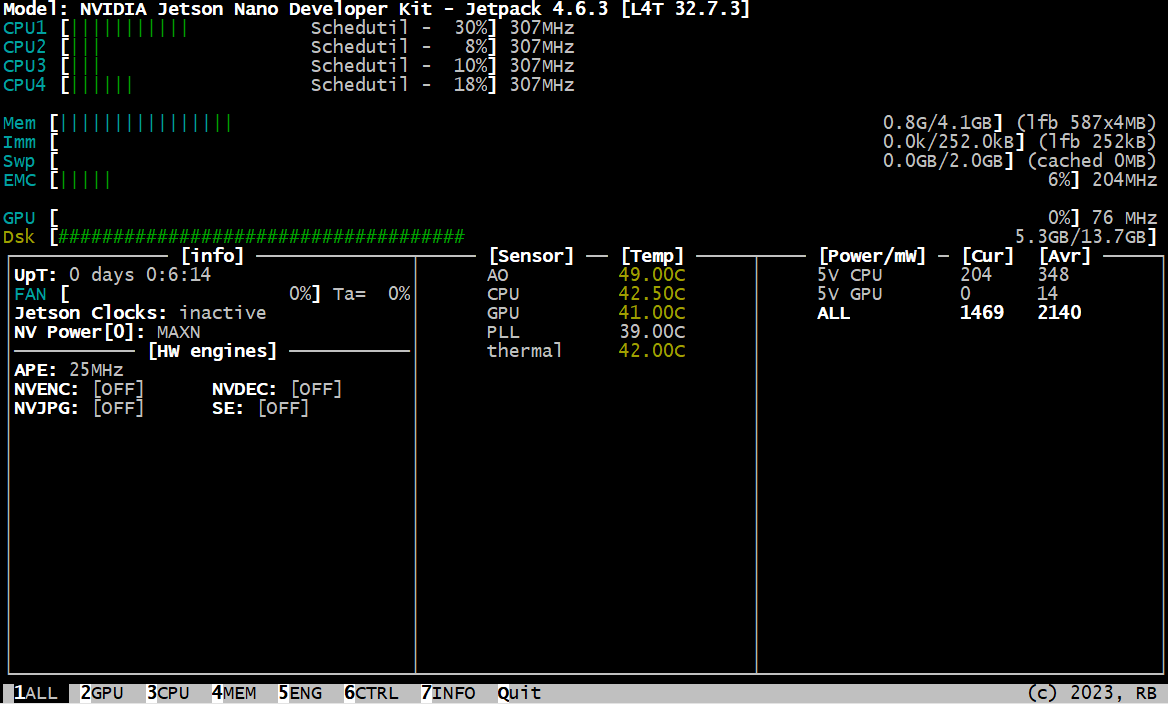 Model: NVIDIA Jetson Nano Developer Kit - Jetpack 4.6.3 [L4T 32.7.3]
CPU1 [||||||||||| Schedutil - 30%] 307MHz
CPU2 [||| Schedutil - 8%] 307MHz
CPU3 [||| Schedutil - 10%] 307MHz
CPU4 [|||||| Schedutil - 18%] 307MHz
Mem [|||||||||||||||| 0.8G/4.1GB] (lfb 587x4MB)
Imm [ 0.0k/252.0kB] (lfb 252kB)
Swp [ 0.0GB/2.0GB] (cached 0MB)
EMC [||||| 6%] 204MHz
GPU [ 0%] 76 MHz
Dsk [##################################### 5.3GB/13.7GB]
[info] [Sensor] [Temp] [Power/mW] [Cur] [Avr]
UpT: 0 days 0:6:14 AO 49.00C 5V CPU 204 348
FAN [ 0%] Ta= 0% CPU 42.50C 5V GPU 0 14
Jetson Clocks: inactive GPU 41.00C ALL 1469 2140
NV Power[0]: MAXN PLL 39.00C
[HW engines] thermal 42.00C
APE: 25MHz
NVENC: [OFF] NVDEC: [OFF]
NVJPG: [OFF] SE: [OFF]
1ALL 2GPU 3CPU 4MEM 5ENG 6CTRL 7INFO Quit (c) 2023, RB